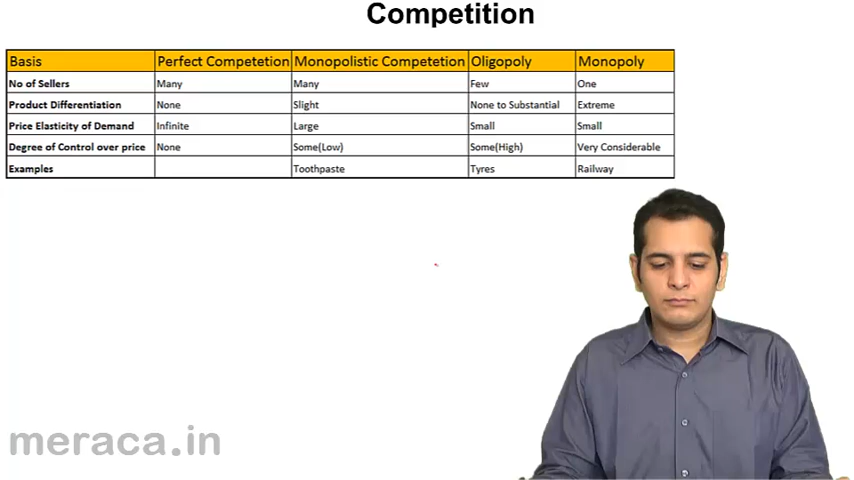 Competition
Basis Perfect Competetion Monopolistic Competetion Oligopoly Monopoly
No of Sellers Many Many Few One
Product Differentiation None Slight None to Substantial Extreme
Price Elasticity of Demand Infinite Large Small Small
Degree of Control over price None Some(Low) Some(High) Very Considerable
Examples Toothpaste Tyres Railway
meraca.in